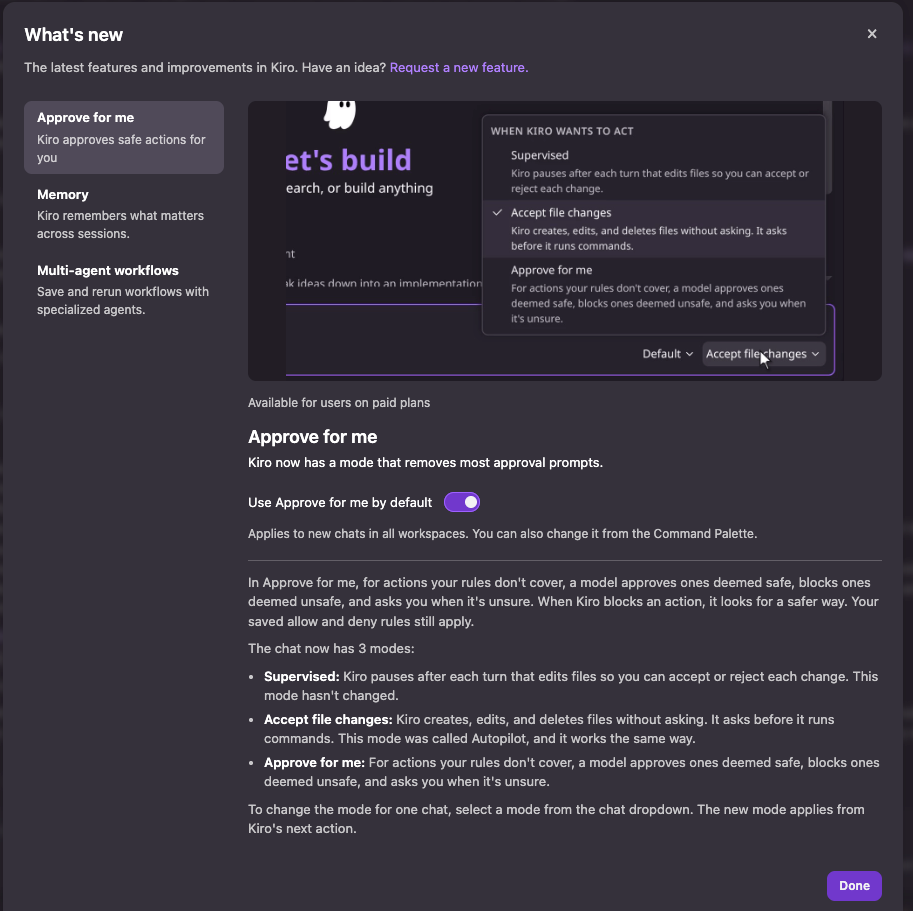 What's new
The latest features and improvements in Kiro. Have an idea? Request a new feature.
Approve for me
Kiro approves safe actions for
you
Memory
Kiro remembers what matters
across sessions.
Multi-agent workflows
Save and rerun workflows with
specialized agents.
et's build
earch, or build anything
nt
ideas down into an implementation
WHEN KIRO WANTS TO ACT
Supervised
Kiro pauses after each turn that edits files so you can accept or
reject each change.
Accept file changes
Kiro creates, edits, and deletes files without asking. It asks
before it runs commands.
Approve for me
For actions your rules don't cover, a model approves ones
deemed safe, blocks ones deemed unsafe, and asks you when
it's unsure.
Default
Accept file changes
Available for users on paid plans
Approve for me
Kiro now has a mode that removes most approval prompts.
Use Approve for me by default
Applies to new chats in all workspaces. You can also change it from the Command Palette.
In Approve for me, for actions your rules don't cover, a model approves ones deemed safe, blocks ones
deemed unsafe, and asks you when it's unsure. When Kiro blocks an action, it looks for a safer way. Your
saved allow and deny rules still apply.
The chat now has 3 modes:
• Supervised: Kiro pauses after each turn that edits files so you can accept or reject each change. This
mode hasn't changed.
• Accept file changes: Kiro creates, edits, and deletes files without asking. It asks before it runs
commands. This mode was called Autopilot, and it works the same way.
• Approve for me: For actions your rules don't cover, a model approves ones deemed safe, blocks ones
deemed unsafe, and asks you when it's unsure.
To change the mode for one chat, select a mode from the chat dropdown. The new mode applies from
Kiro's next action.
Done